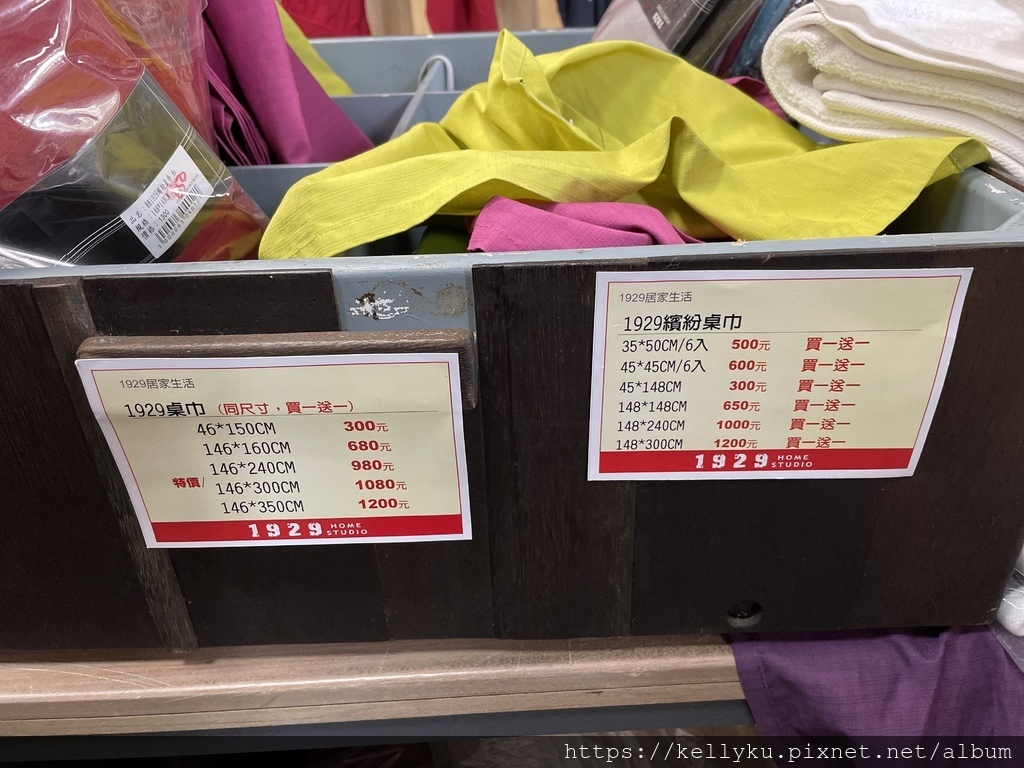 1929居家生活
1929桌巾 (同尺寸,買一送一)
46*150CM 300元
146*160CM 680元
146*240CM 980元
特價/ 146*300CM 1080元
146*350CM 1200元
1929 HOME STUDIO
1929居家生活
1929繽紛桌巾
35*50CM/6入 500元 買一送一
45*45CM/6入 600元 買一送一
45*148CM 300元 買一送一
148*148CM 650元 買一送一
148*240CM 1000元 買一送一
148*300CM 1200元 買一送一
1929 HOME STUDIO
https://kellyku.pixnet.net/album